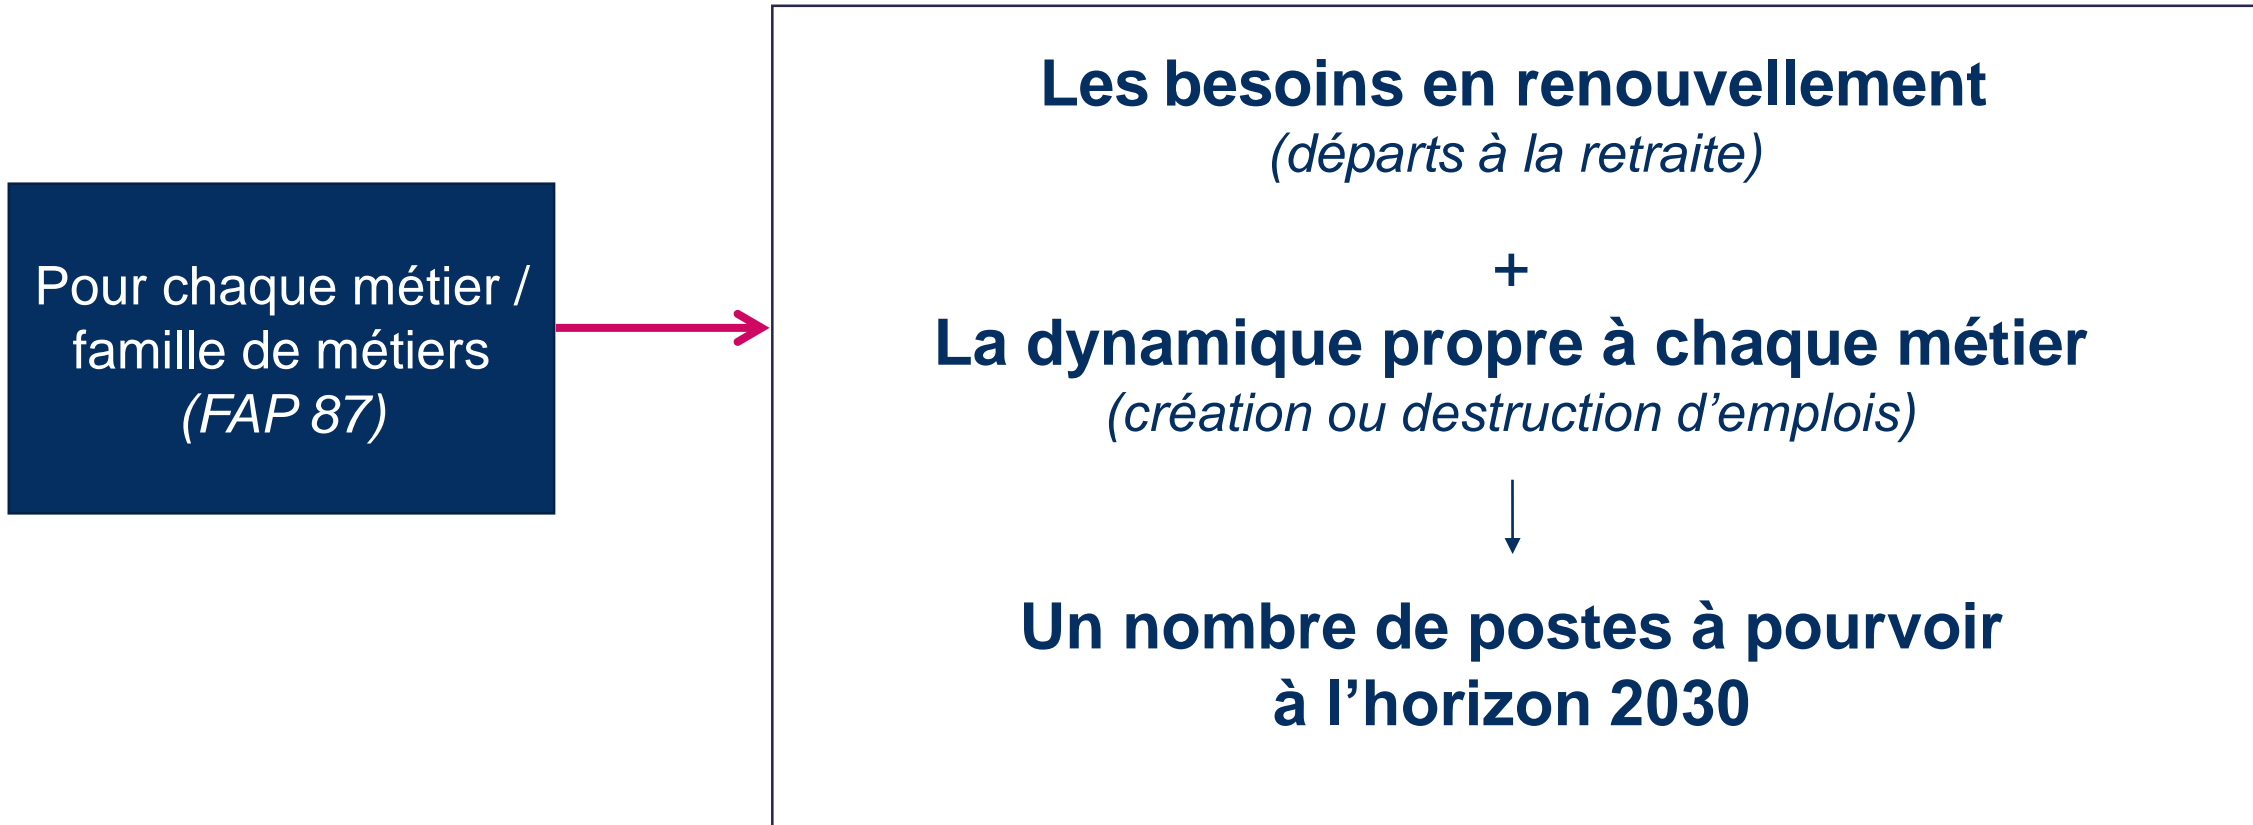 Pour chaque métier /
famille de métiers
(FAP 87)
Les besoins en renouvellement
(départs à la retraite)
+
La dynamique propre à chaque métier
(création ou destruction d’emplois)
Un nombre de postes à pourvoir
à l’horizon 2030